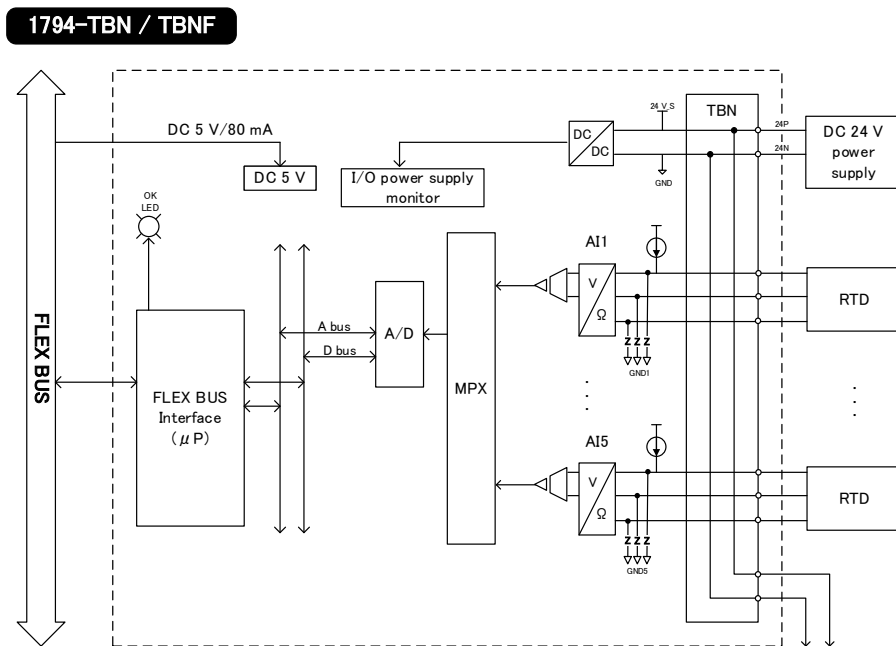 1794-TBN / TBNF
DC 5 V/80 mA
DC 5 V
I/O power supply
monitor
DC
DC
24 V_S
GND
TBN
24P
24N
DC 24 V
power
supply
OK
LED
FLEX BUS
FLEX BUS
Interface
(μP)
A bus
D bus
A/D
MPX
AI1
V
Ω
Z Z Z
GND1
RTD
AI5
V
Ω
Z Z Z
GND5
RTD